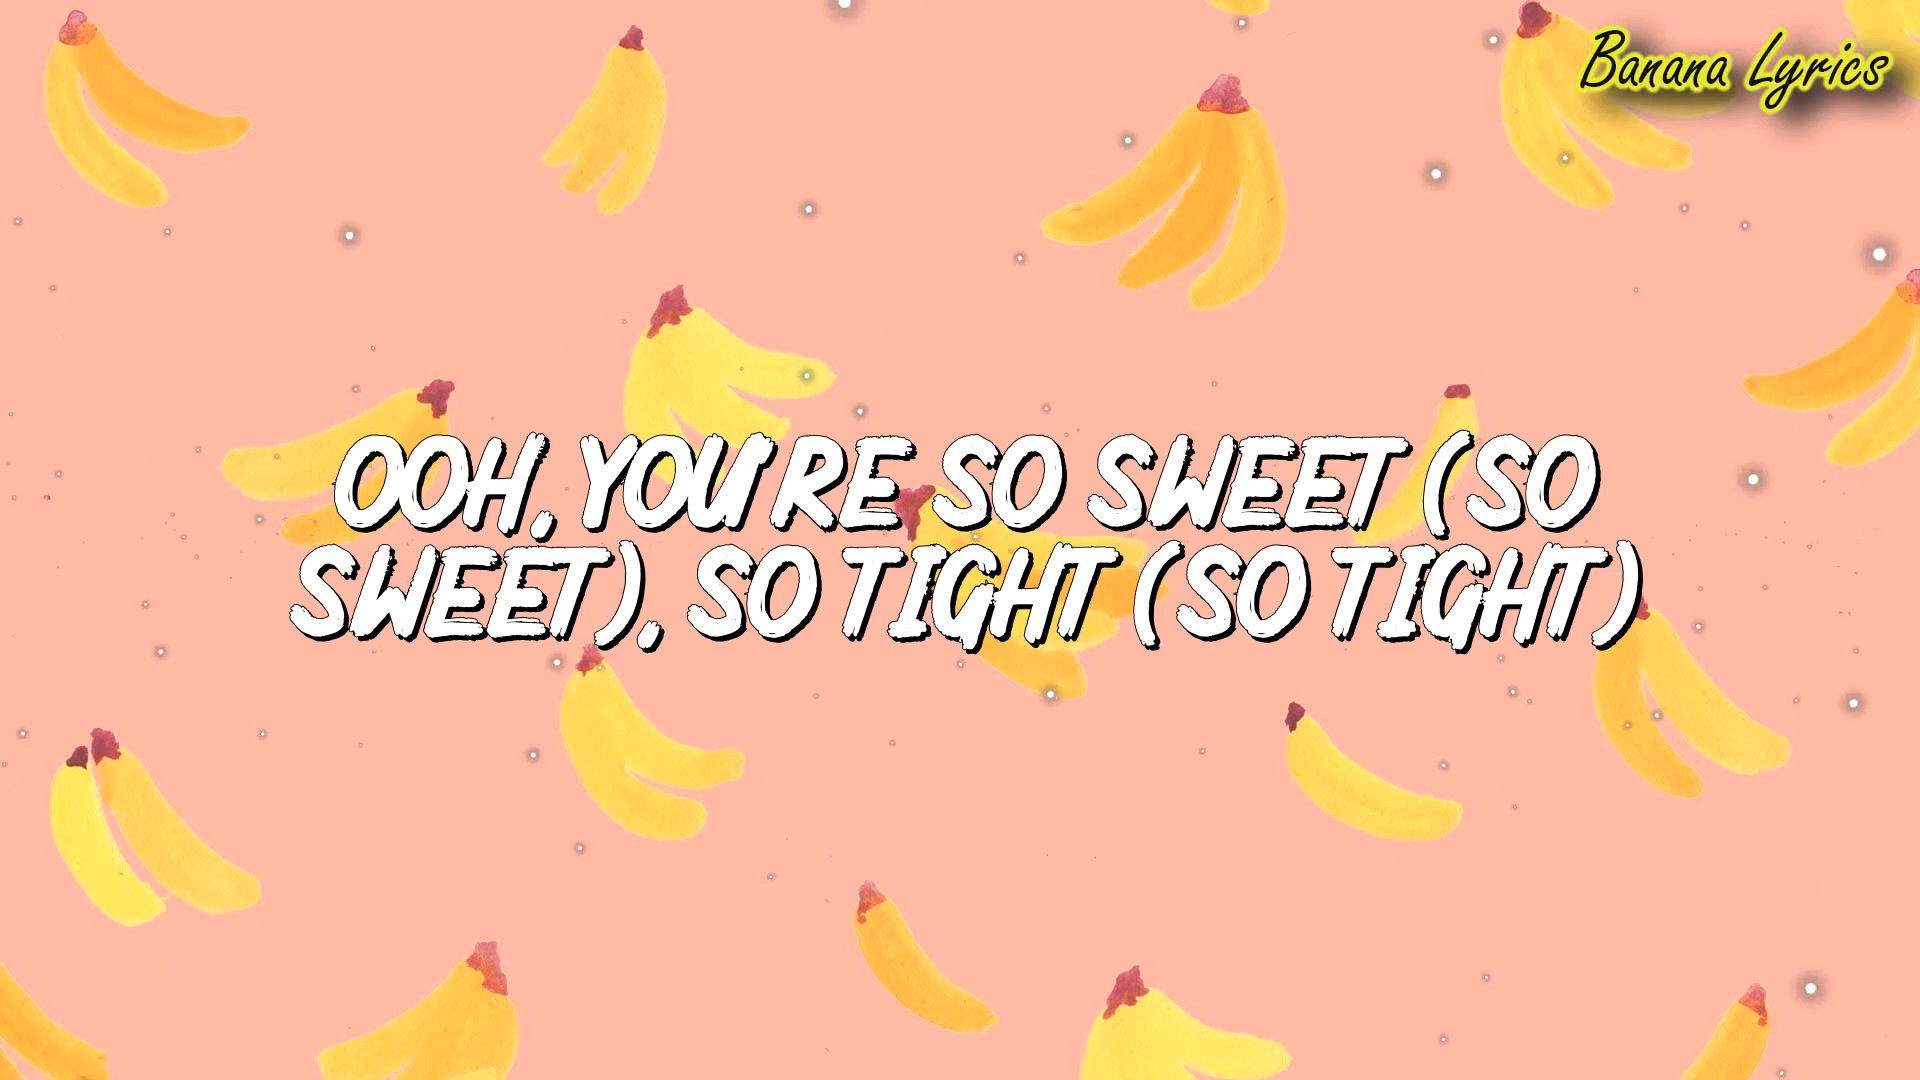 Banana Lyrics
OOH, YOU'RE SO SWEET (SO
SWEET), SO TIGHT (SO TIGHT)